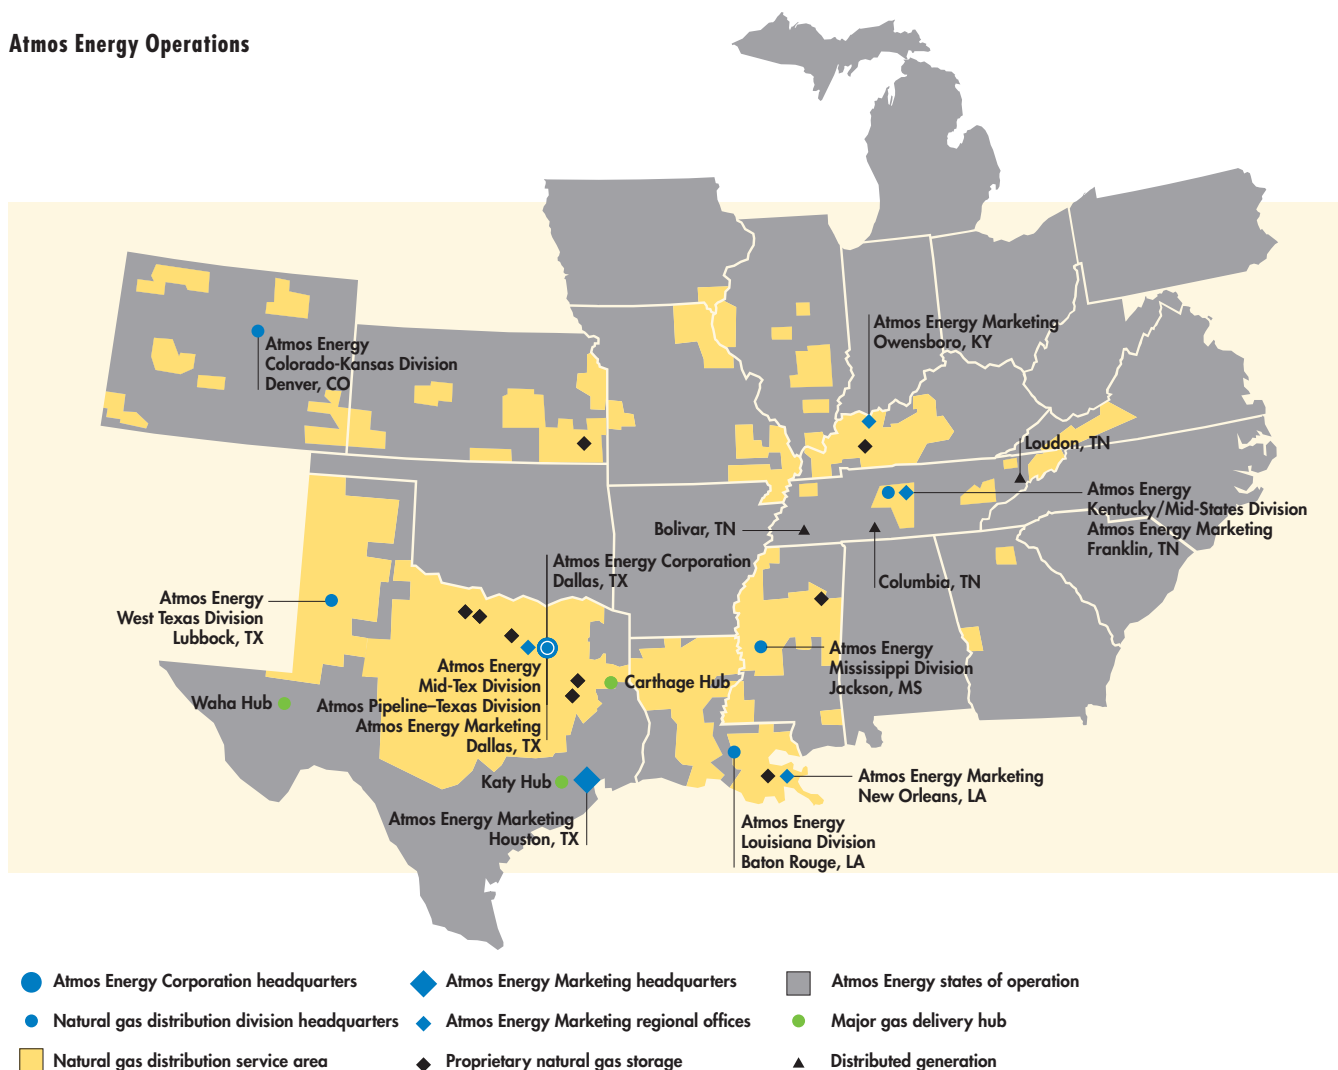 Atmos Energy Operations
Atmos Energy Marketing
Owensboro, KY
Atmos Energy
Colorado-Kansas Division
Denver, CO
Loudon, TN
Atmos Energy
Kentucky/Mid-States Division
Atmos Energy Marketing
Franklin, TN
Bolivar, TN
Columbia, TN
Atmos Energy Corporation
Dallas, TX
Atmos Energy
West Texas Division
Lubbock, TX
Atmos Energy
Mississippi Division
Jackson, MS
Atmos Energy
Mid-Tex Division
Atmos Pipeline–Texas Division
Atmos Energy Marketing
Dallas, TX
Carthage Hub
Waha Hub
Katy Hub
Atmos Energy Marketing
New Orleans, LA
Atmos Energy Marketing
Houston, TX
Atmos Energy
Louisiana Division
Baton Rouge, LA
Atmos Energy Corporation headquarters
Atmos Energy Marketing headquarters
Atmos Energy states of operation
Natural gas distribution division headquarters
Atmos Energy Marketing regional offices
Major gas delivery hub
Natural gas distribution service area
Proprietary natural gas storage
Distributed generation